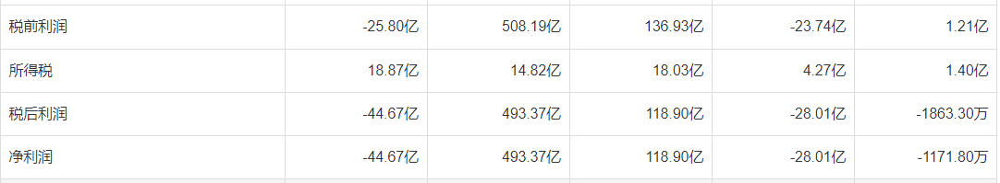 税前利润 -25.80亿 508.19亿 136.93亿 -23.74亿 1.21亿
所得税 18.87亿 14.82亿 18.03亿 4.27亿 1.40亿
税后利润 -44.67亿 493.37亿 118.90亿 -28.01亿 -1863.30万
净利润 -44.67亿 493.37亿 118.90亿 -28.01亿 -1171.80万